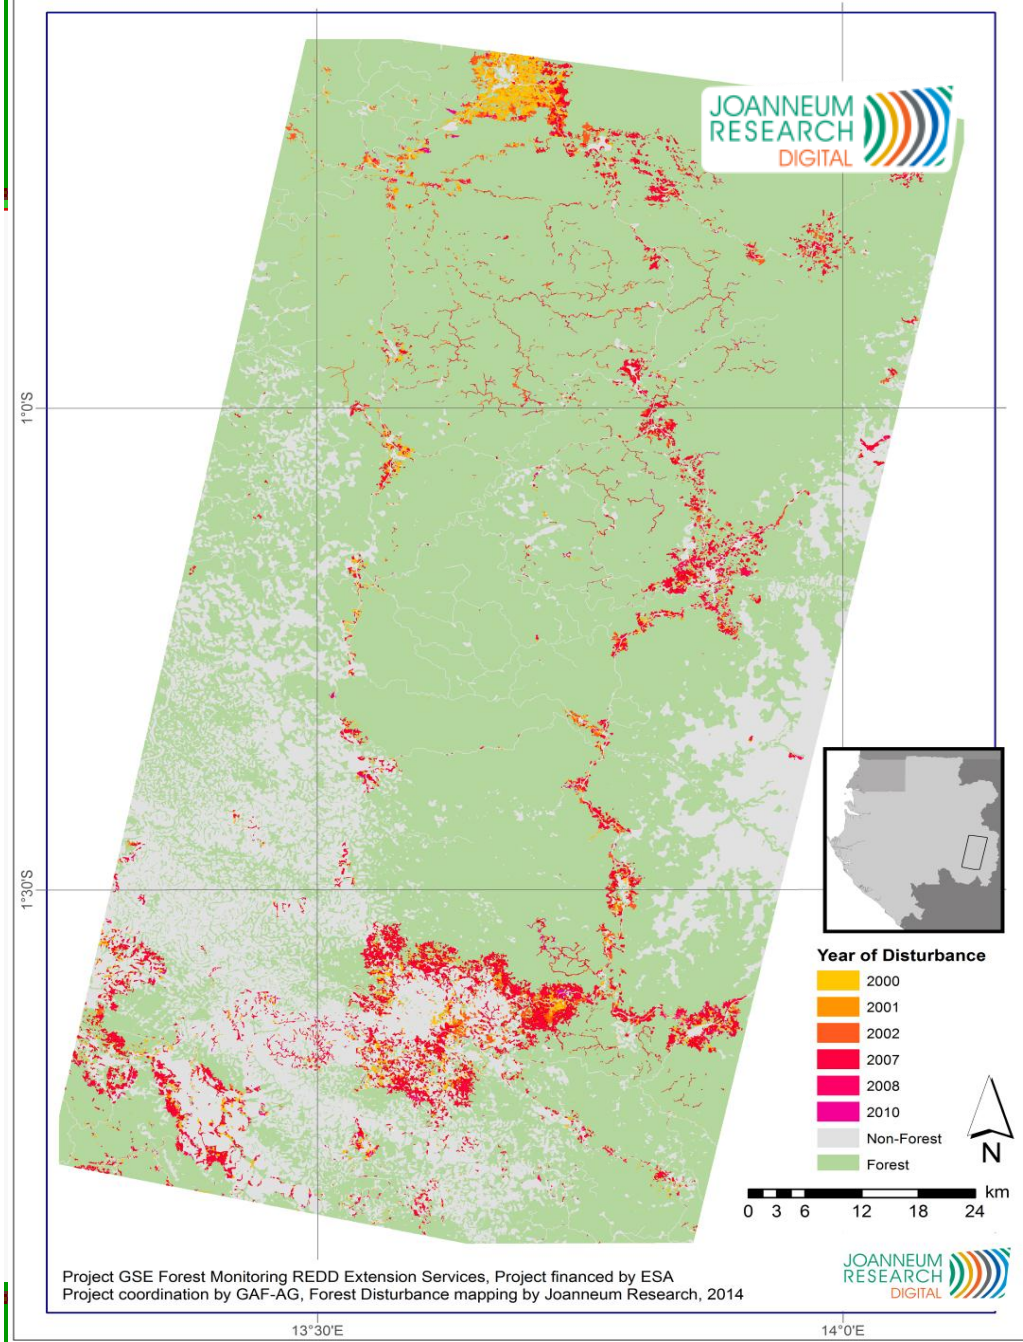 JOANNEUM
RESEARCH
DIGITAL
1°0'S
1°30'S
Year of Disturbance
2000
2001
2002
2007
2008
2010
Non-Forest
Forest
N
km
0 3 6 12 18 24
JOANNEUM
RESEARCH
DIGITAL
Project GSE Forest Monitoring REDD Extension Services, Project financed by ESA
Project coordination by GAF-AG, Forest Disturbance mapping by Joanneum Research, 2014
13°30'E 14°0'E